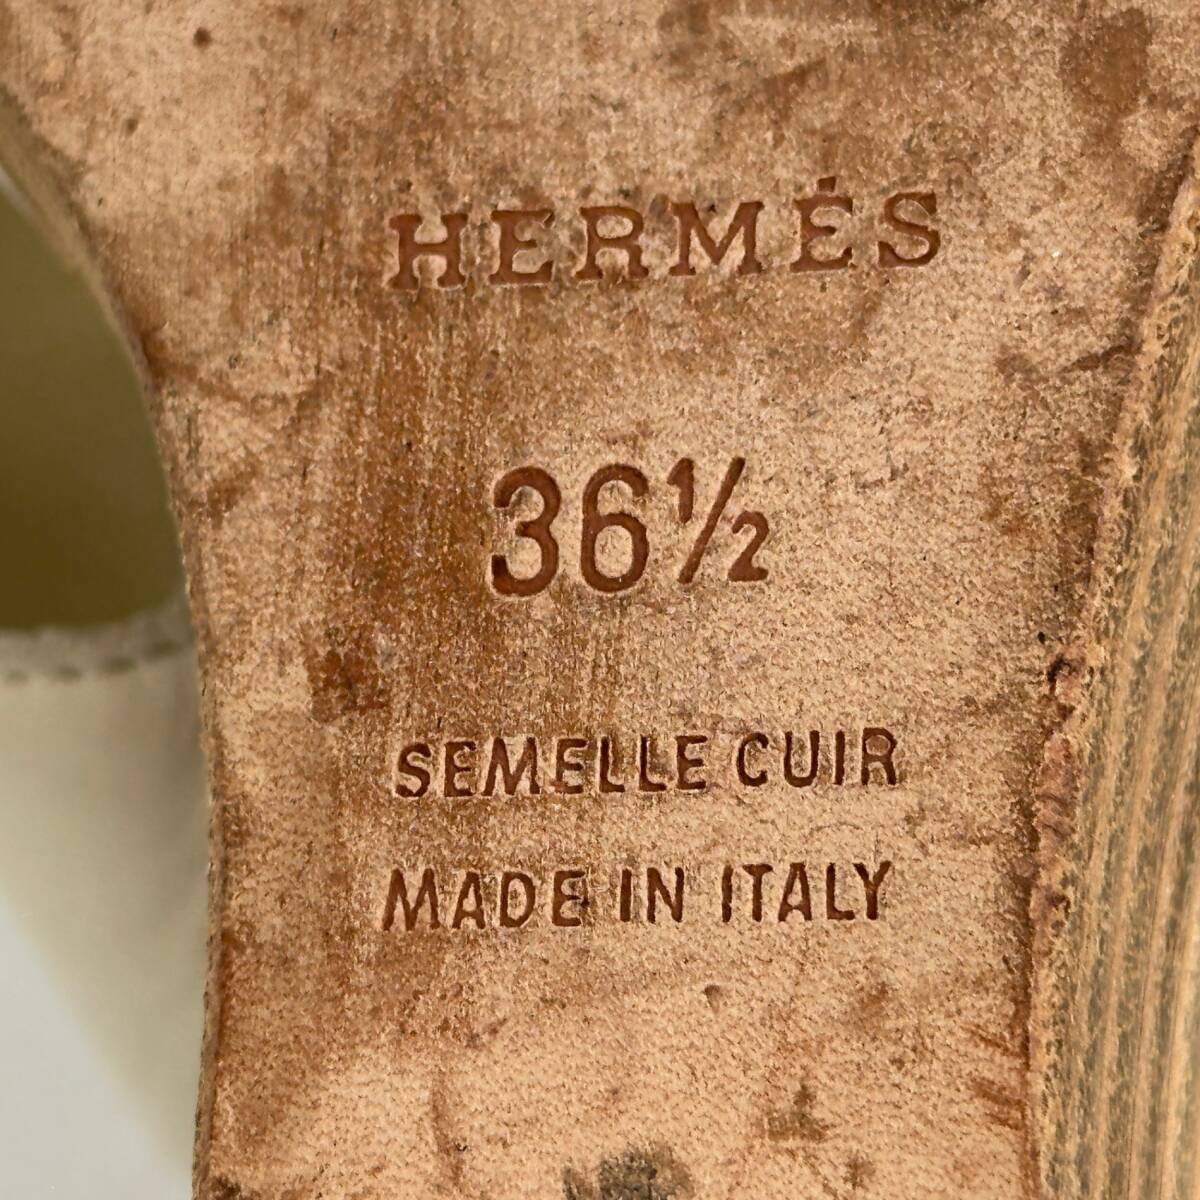 HERMÉS
36½
SEMELLE CUIR
MADE IN ITALY